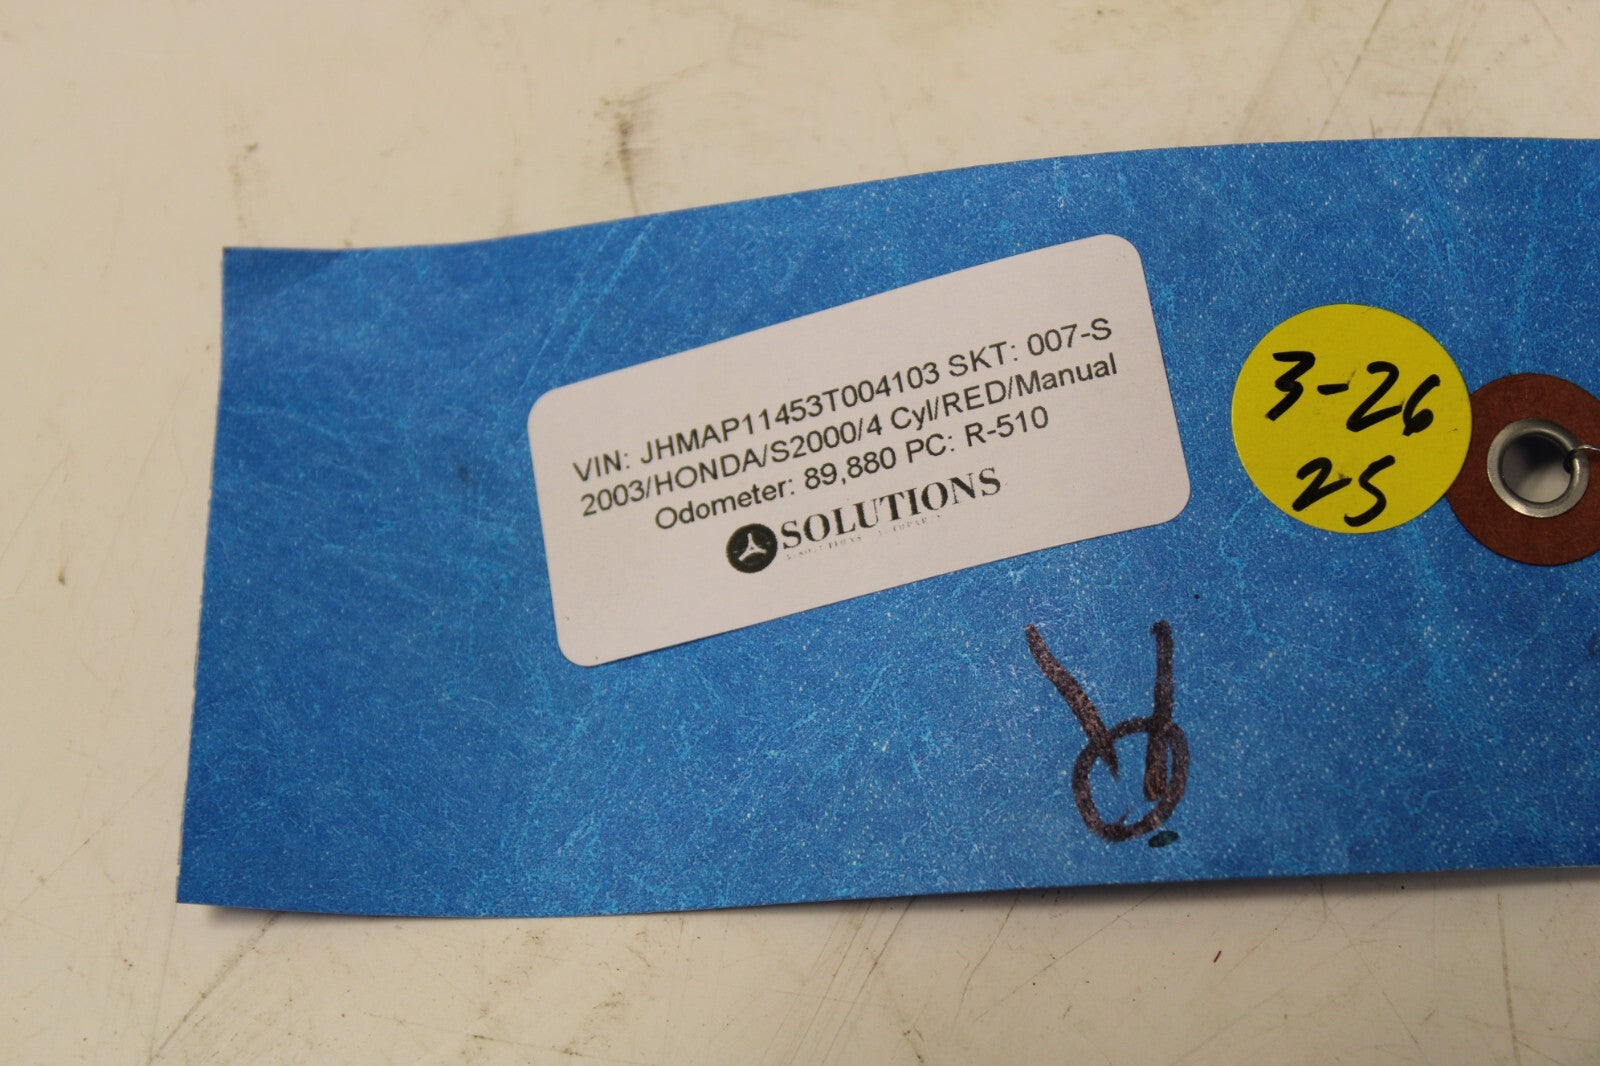 VIN: JHMAP11453T004103 SKT: 007-S
2003/HONDA/S2000/4 Cyl/RED/Manual
Odometer: 89,880 PC: R-510
SOLUTIONS
3-26
25